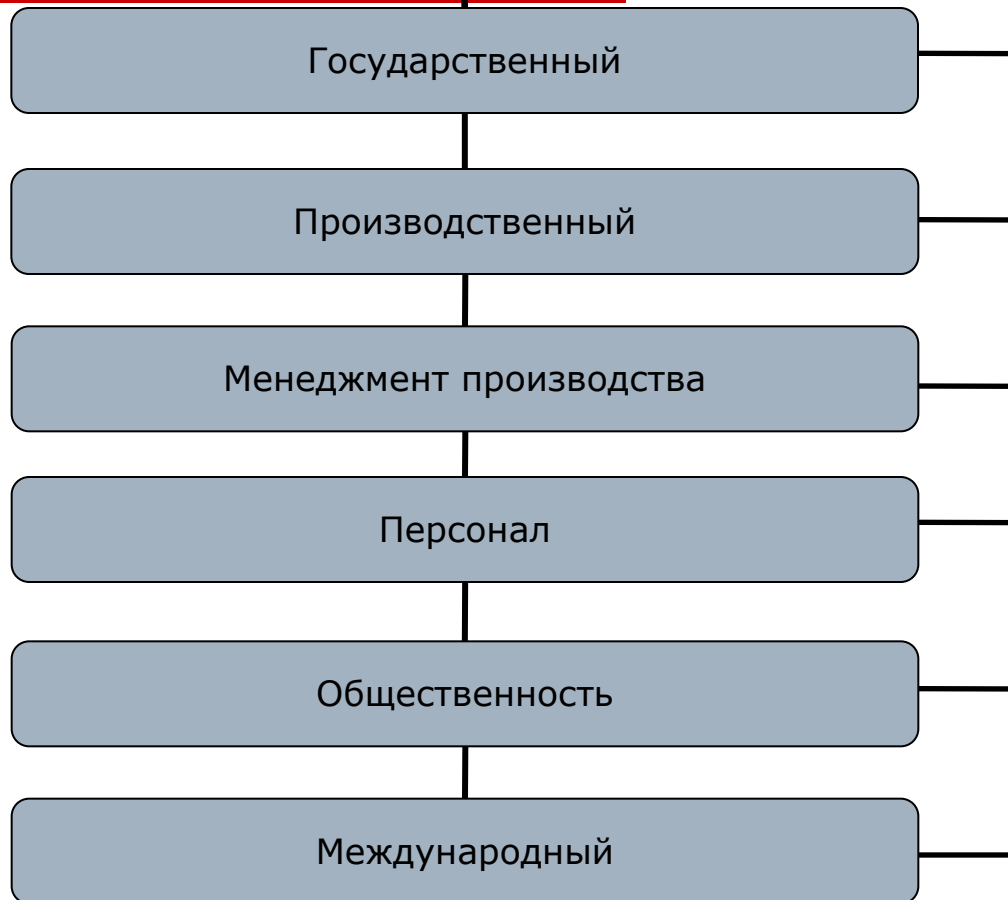 Государственный
Производственный
Менеджмент производства
Персонал
Общественность
Международный